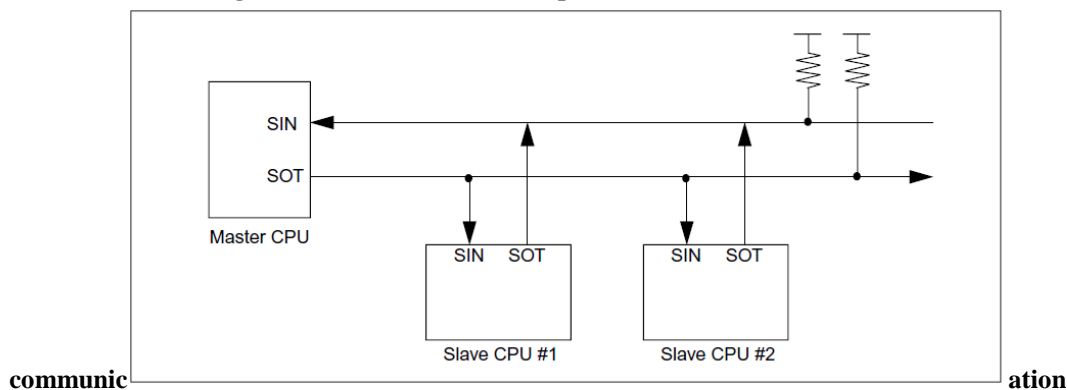 SIN
SOT
Master CPU
SIN SOT
SIN SOT
Slave CPU #1
Slave CPU #2
communic
ation